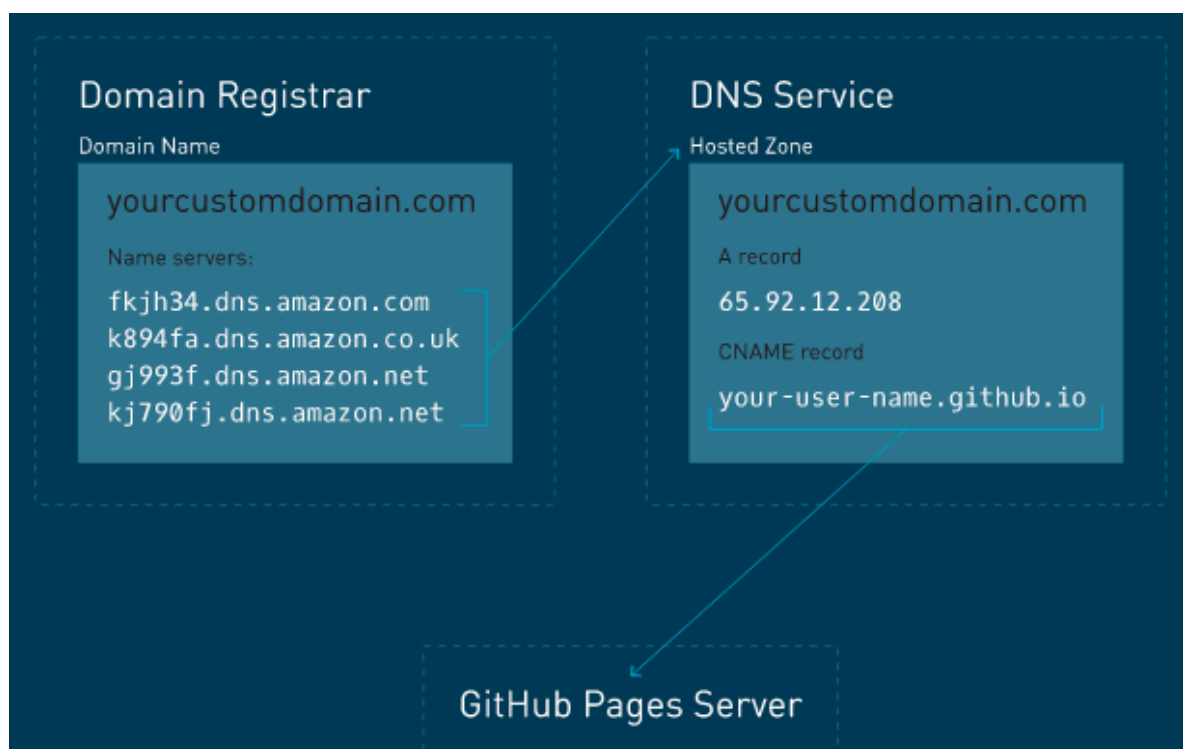 Domain Registrar
Domain Name
yourcustomdomain.com
Name servers:
fkjh34.dns.amazon.com
k894fa.dns.amazon.co.uk
gj993f.dns.amazon.net
kj790fj.dns.amazon.net
DNS Service
Hosted Zone
yourcustomdomain.com
A record
65.92.12.208
CNAME record
your-user-name.github.io
GitHub Pages Server